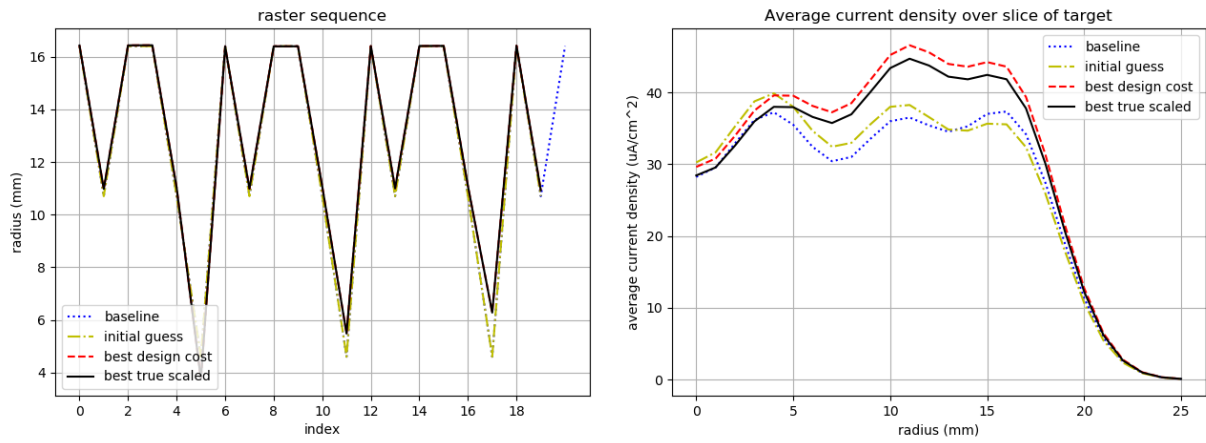 raster sequence
radius (mm)
16
14
12
10
8
6
4
baseline
initial guess
best design cost
best true scaled
0
2
4
6
8
10
12
14
16
18
index
Average current density over slice of target
average current density (uA/cm^2)
40
30
20
10
0
baseline
initial guess
best design cost
best true scaled
0
5
10
15
20
25
radius (mm)